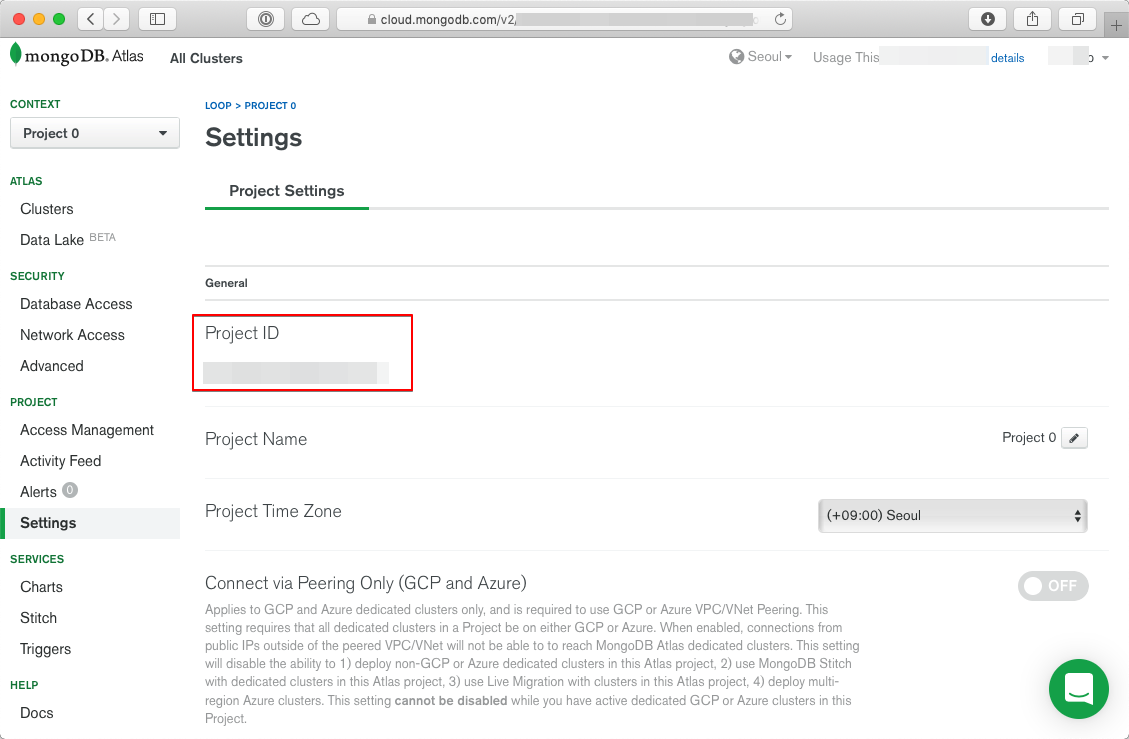 cloud.mongodb.com/v2/
mongoDB. Atlas
All Clusters
Seoul
Usage This
details
CONTEXT
Project 0
ATLAS
Clusters
Data Lake BETA
SECURITY
Database Access
Network Access
Advanced
PROJECT
Access Management
Activity Feed
Alerts 0
Settings
SERVICES
Charts
Stitch
Triggers
HELP
Docs
LOOP > PROJECT 0
Settings
Project Settings
General
Project ID
Project Name
Project 0
Project Time Zone
(+09:00) Seoul
Connect via Peering Only (GCP and Azure)
OFF
Applies to GCP and Azure dedicated clusters only, and is required to use GCP or Azure VPC/VNet Peering. This
setting requires that all dedicated clusters in a Project be on either GCP or Azure. When enabled, connections from
public IPs outside of the peered VPC/VNet will not be able to to reach MongoDB Atlas dedicated clusters. This setting
will disable the ability to 1) deploy non-GCP or Azure dedicated clusters in this Atlas project, 2) use MongoDB Stitch
with dedicated clusters in this Atlas project, 3) use Live Migration with clusters in this Atlas project, 4) deploy multi-
region Azure clusters. This setting cannot be disabled while you have active dedicated GCP or Azure clusters in this
Project.